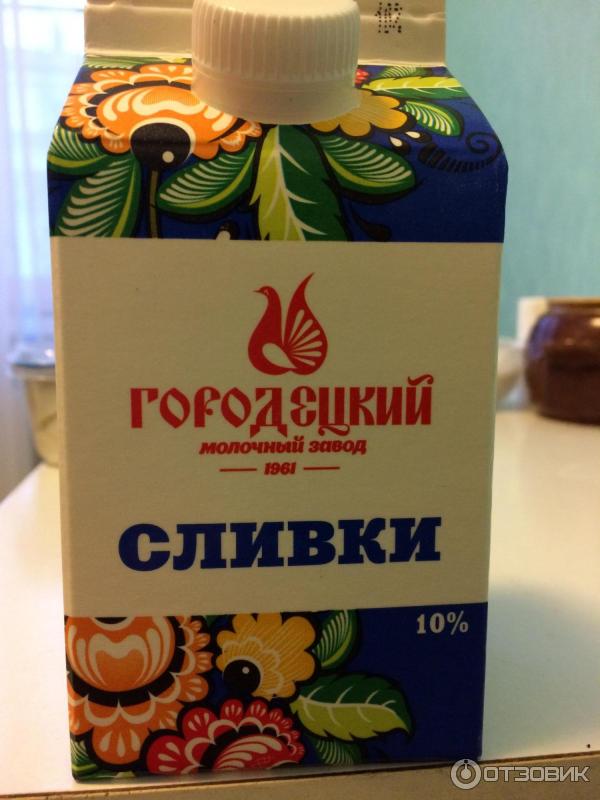 ГОРОДЕЦКИЙ
МОЛОЧНЫЙ ЗАВОД
1961
СЛИВКИ
10%
ОТЗОВИК